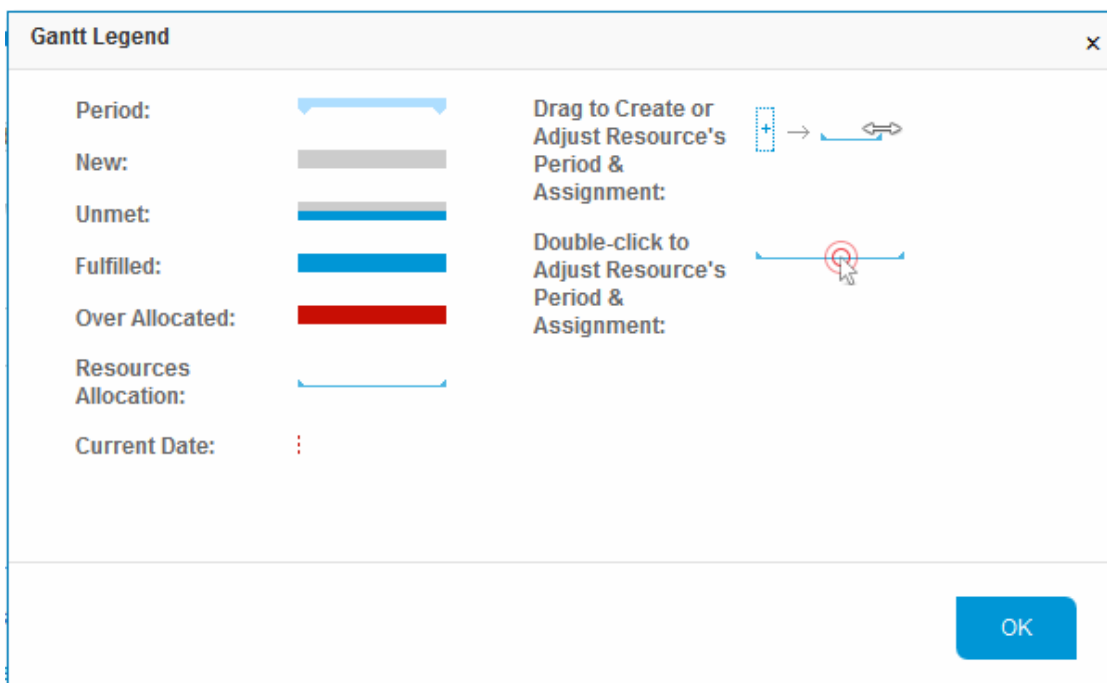 Gantt Legend
×
Period:
New:
Unmet:
Fulfilled:
Over Allocated:
Resources
Allocation:
Current Date:
Drag to Create or
Adjust Resource's
Period &
Assignment:
Double-click to
Adjust Resource's
Period &
Assignment:
OK